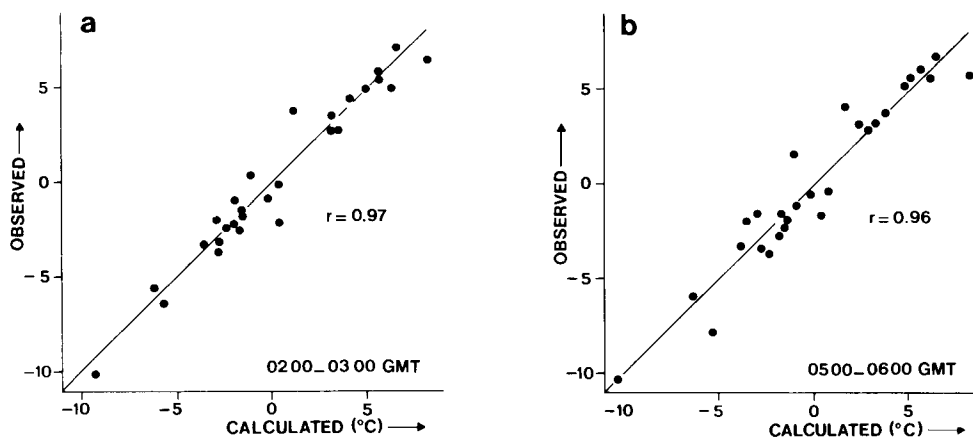 a
5
0
−5
−10
OBSERVED
r = 0.97
0200_0300 GMT
−10
−5
0
5
CALCULATED (°C)
b
5
0
−5
−10
OBSERVED
r = 0.96
0500_0600 GMT
−10
−5
0
5
CALCULATED (°C)